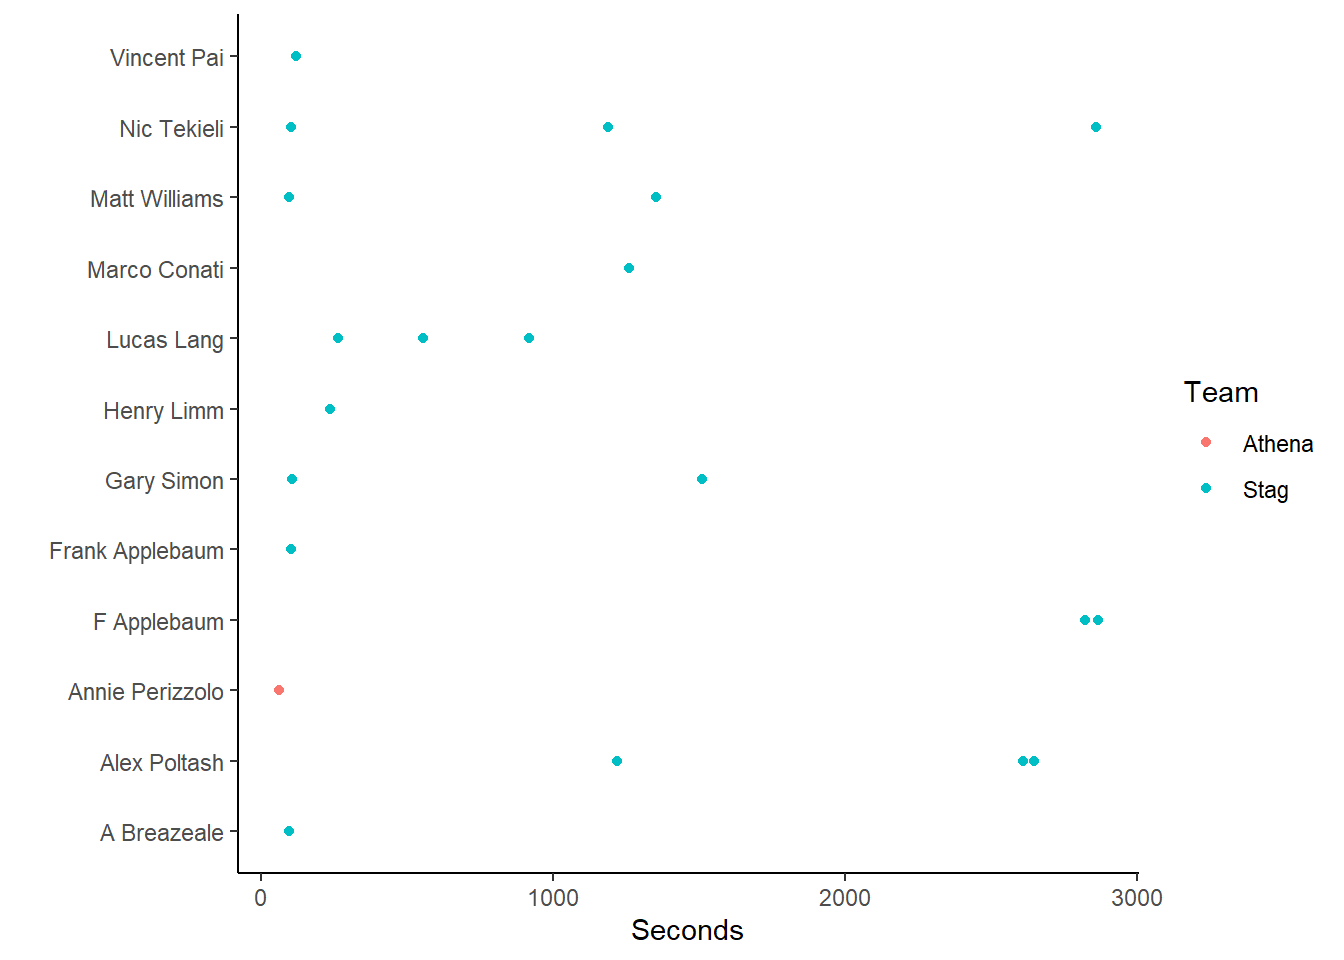 Vincent Pai
Nic Tekieli
Matt Williams
Marco Conati
Lucas Lang
Henry Limm
Gary Simon
Frank Applebaum
F Applebaum
Annie Perizzolo
Alex Poltash
A Breazeale
0 1000 2000 3000
Seconds
Team
Athena
Stag